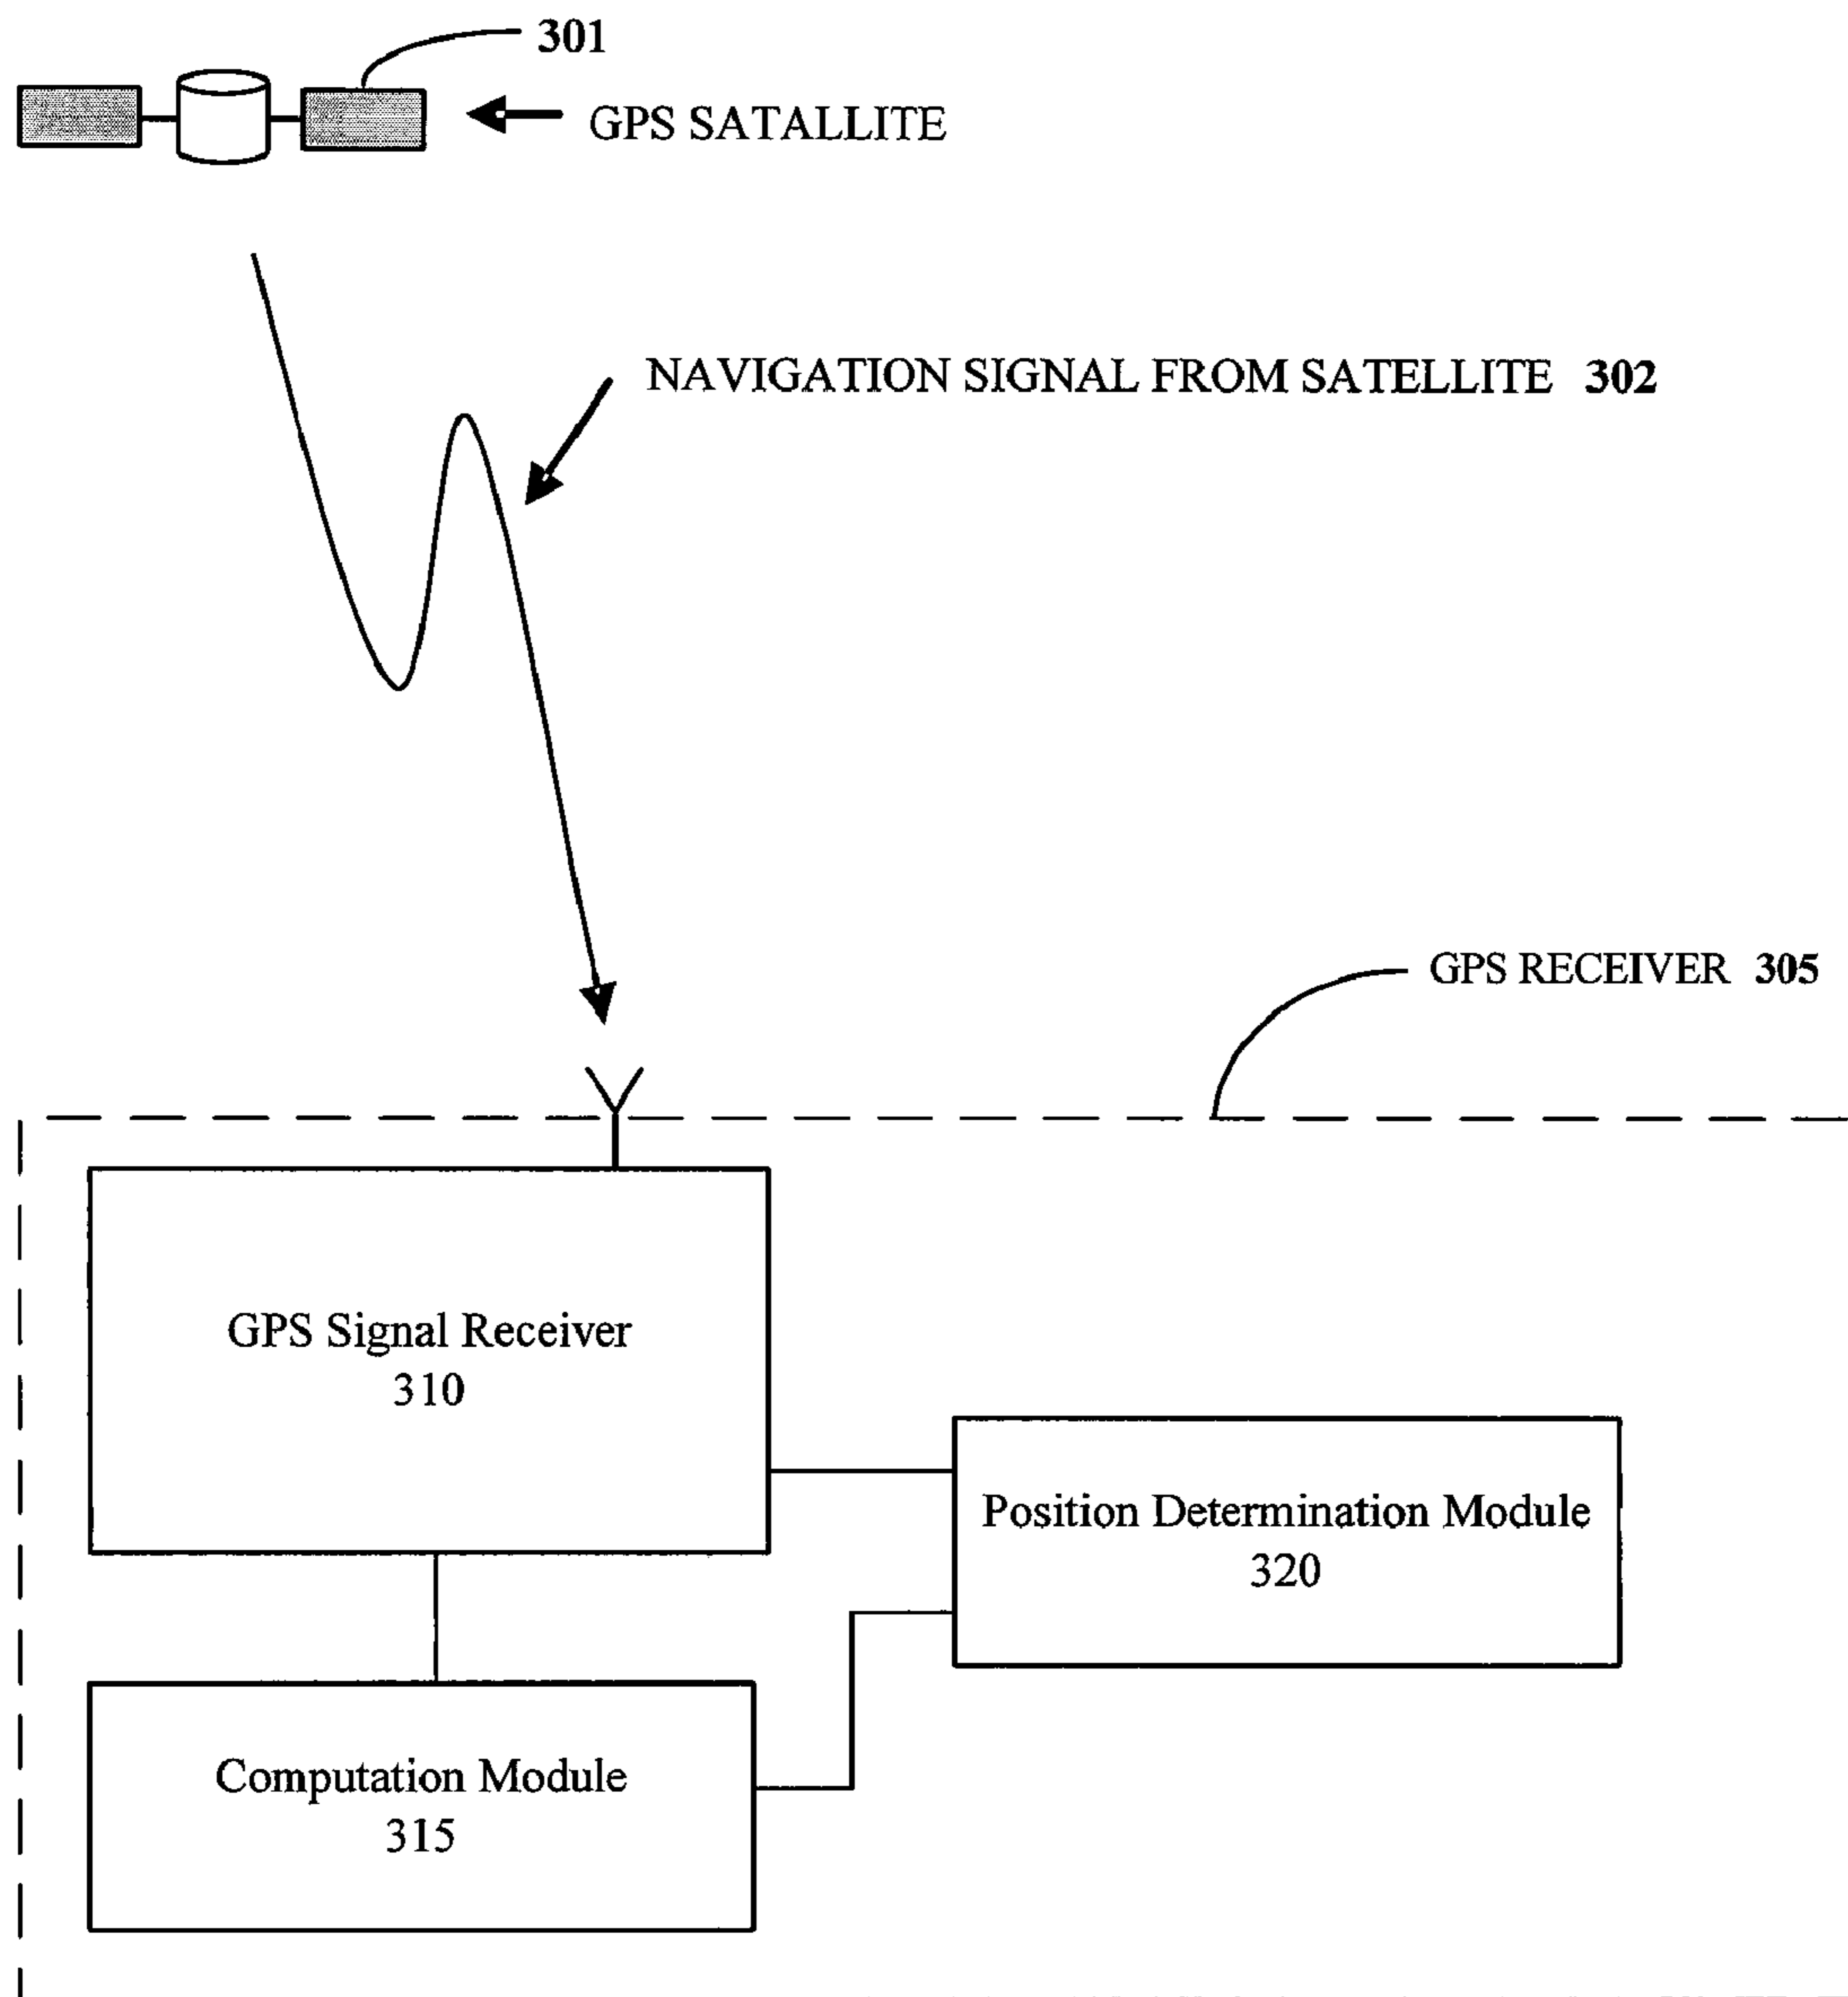 301
GPS SATALLITE
NAVIGATION SIGNAL FROM SATELLITE 302
GPS RECEIVER 305
GPS Signal Receiver
310
Position Determination Module
320
Computation Module
315